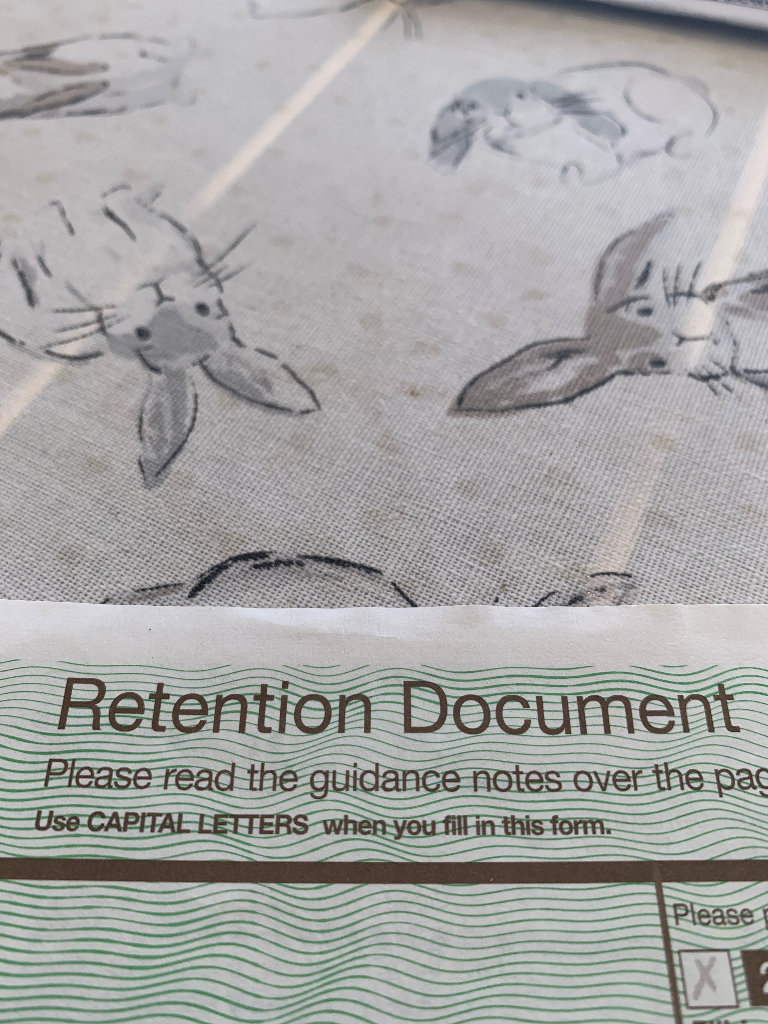 Retention Document
Please read the guidance notes over the
Use CAPITAL LETTERS when you fill in this form.
Please
X